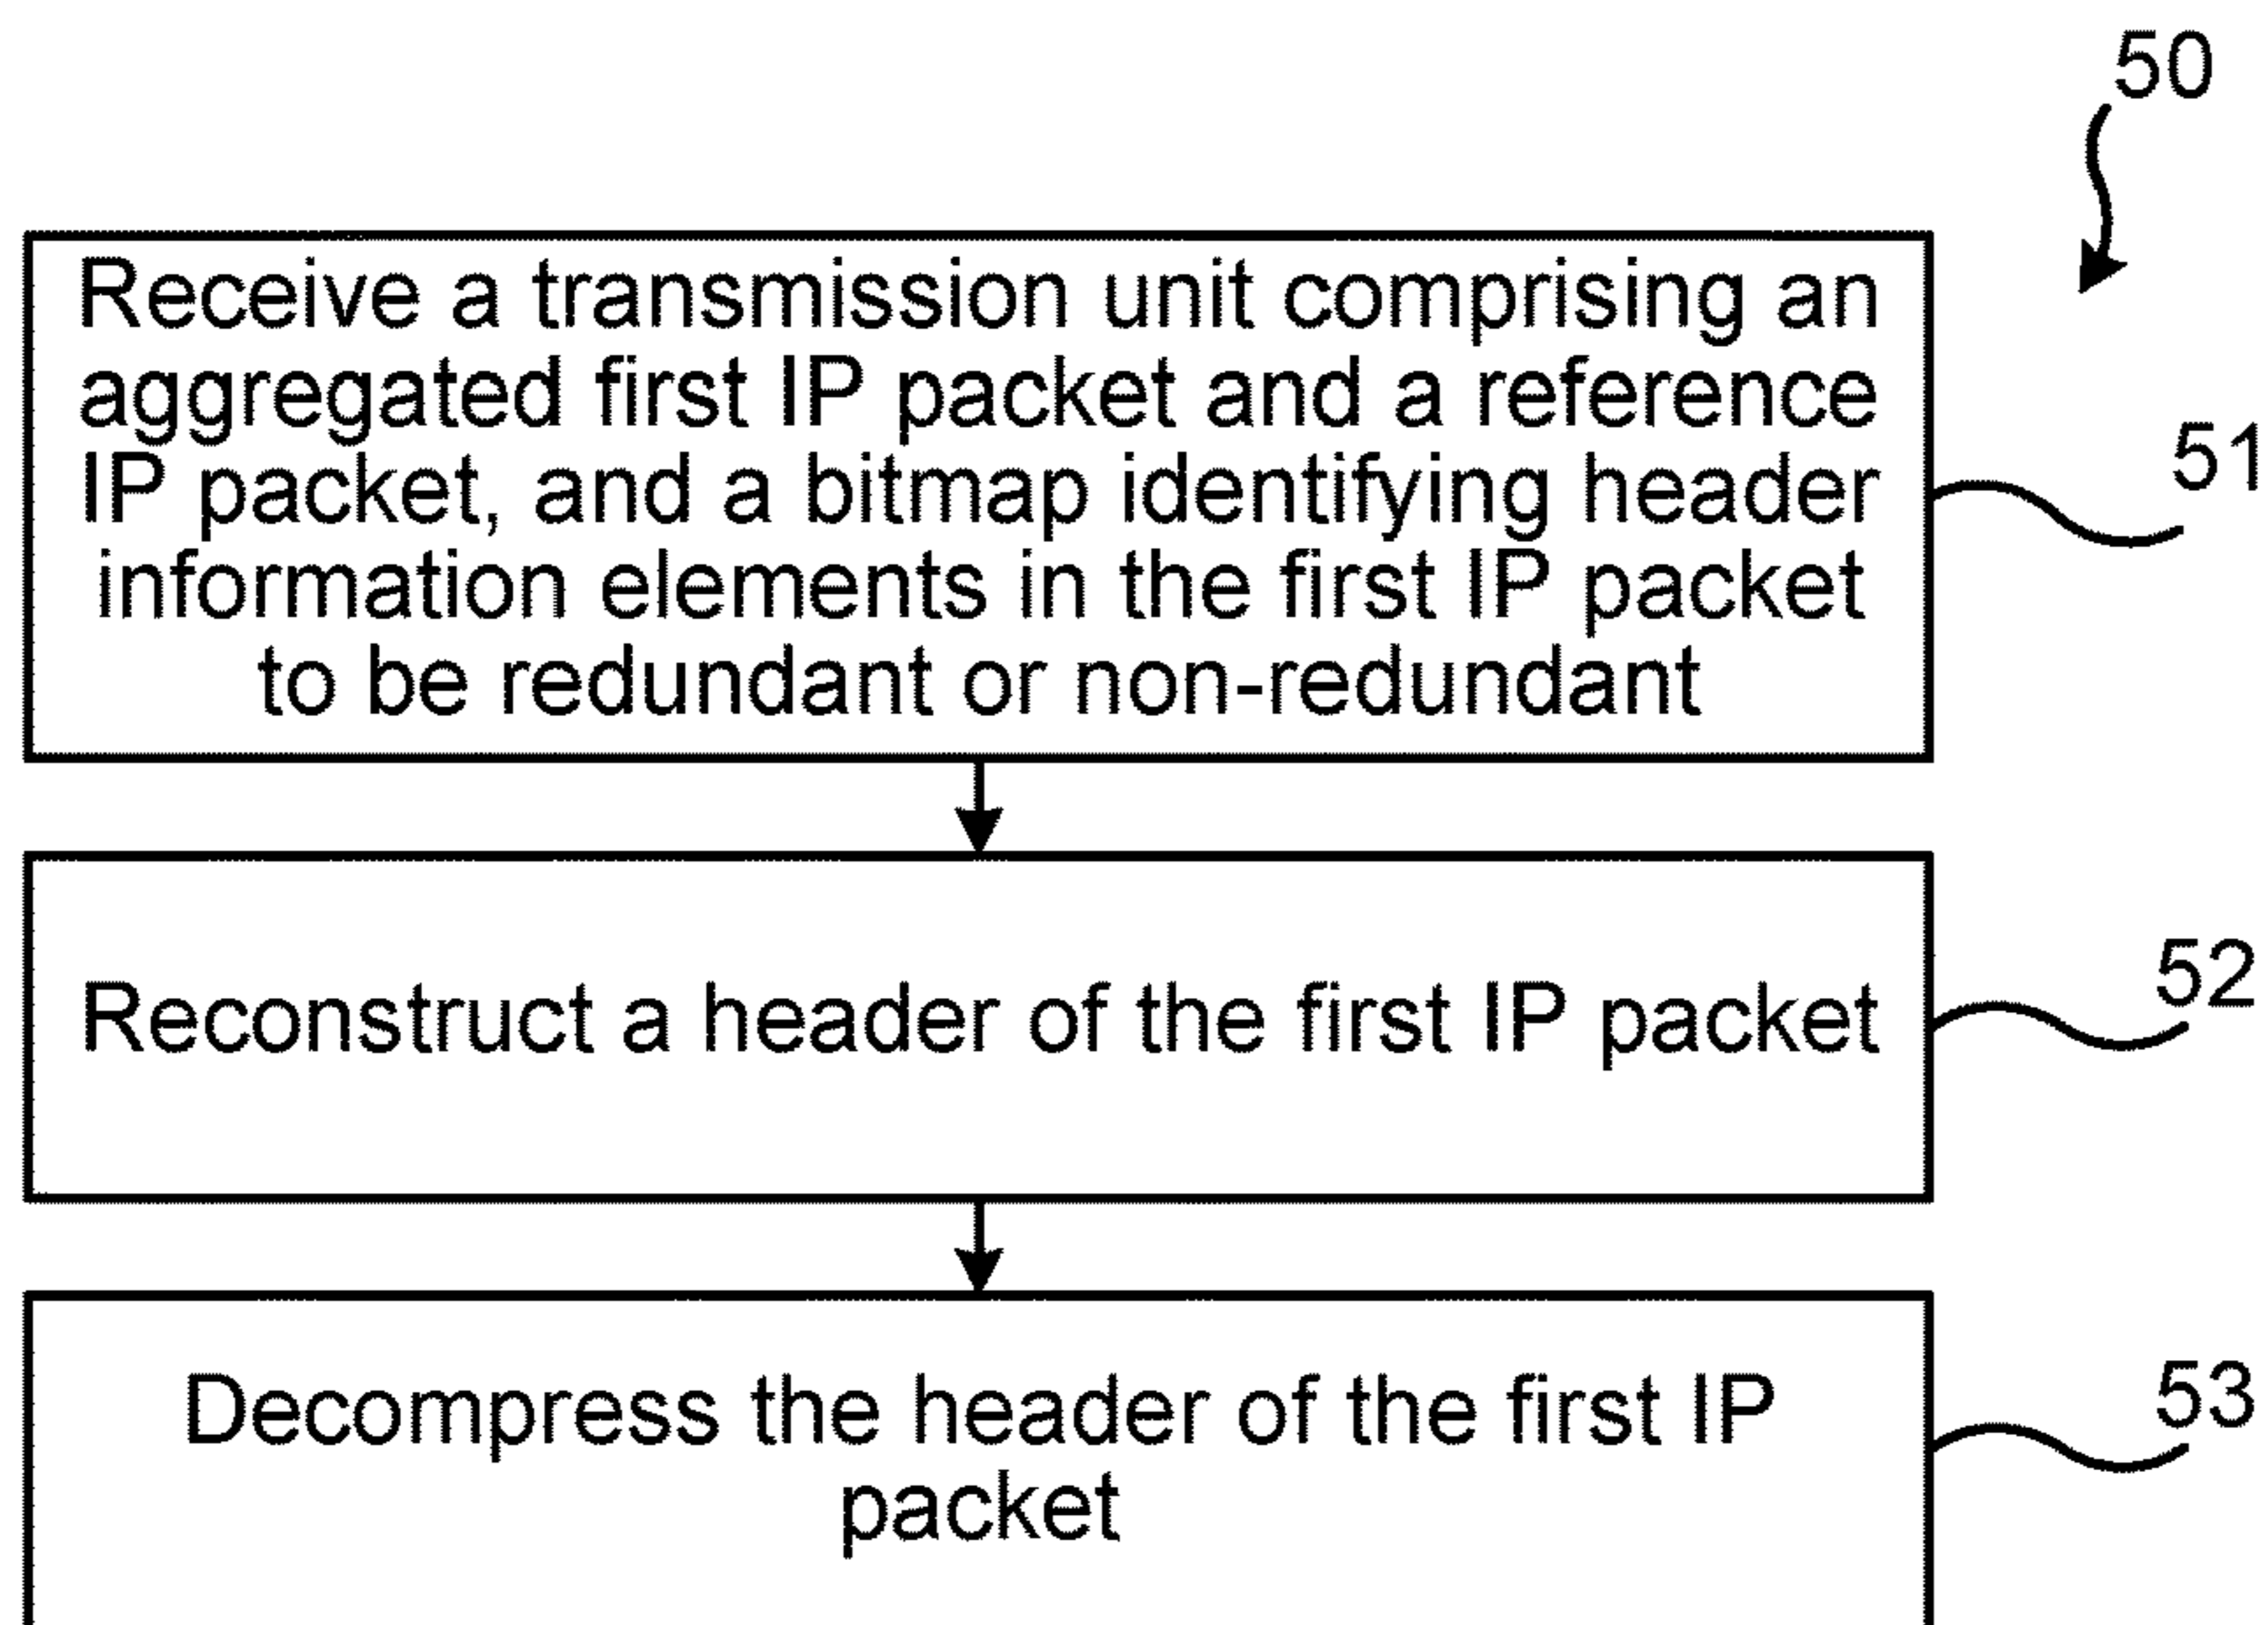 50
Receive a transmission unit comprising an
aggregated first IP packet and a reference
IP packet, and a bitmap identifying header
information elements in the first IP packet
to be redundant or non-redundant
51
Reconstruct a header of the first IP packet
52
Decompress the header of the first IP
packet
53